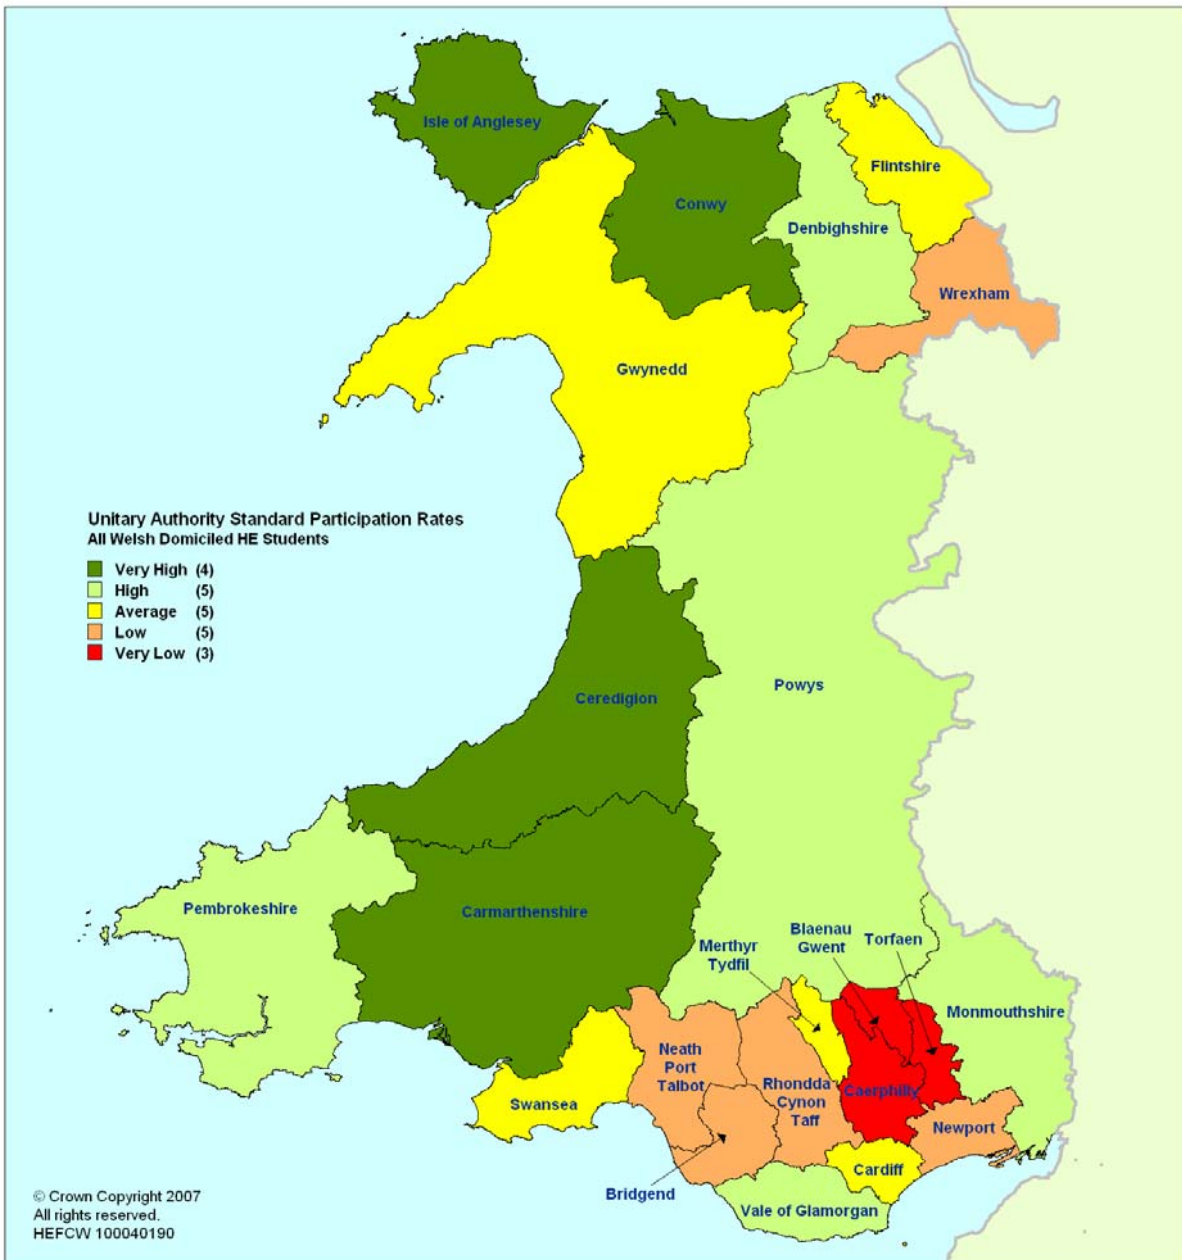 Isle of Anglesey
Conwy
Flintshire
Denbighshire
Wrexham
Gwynedd
Unitary Authority Standard Participation Rates
All Welsh Domiciled HE Students
Very High (4)
High (5)
Average (5)
Low (5)
Very Low (3)
Ceredigion
Powys
Pembrokeshire
Carmarthenshire
Merthyr
Tydfil
Blaenau
Gwent
Torfaen
Monmouthshire
Neath
Port
Talbot
Rhondda
Cynon
Taff
Caerphilly
Swansea
Newport
Cardiff
Bridgend
Vale of Glamorgan
© Crown Copyright 2007
All rights reserved.
HEFCW 100040190